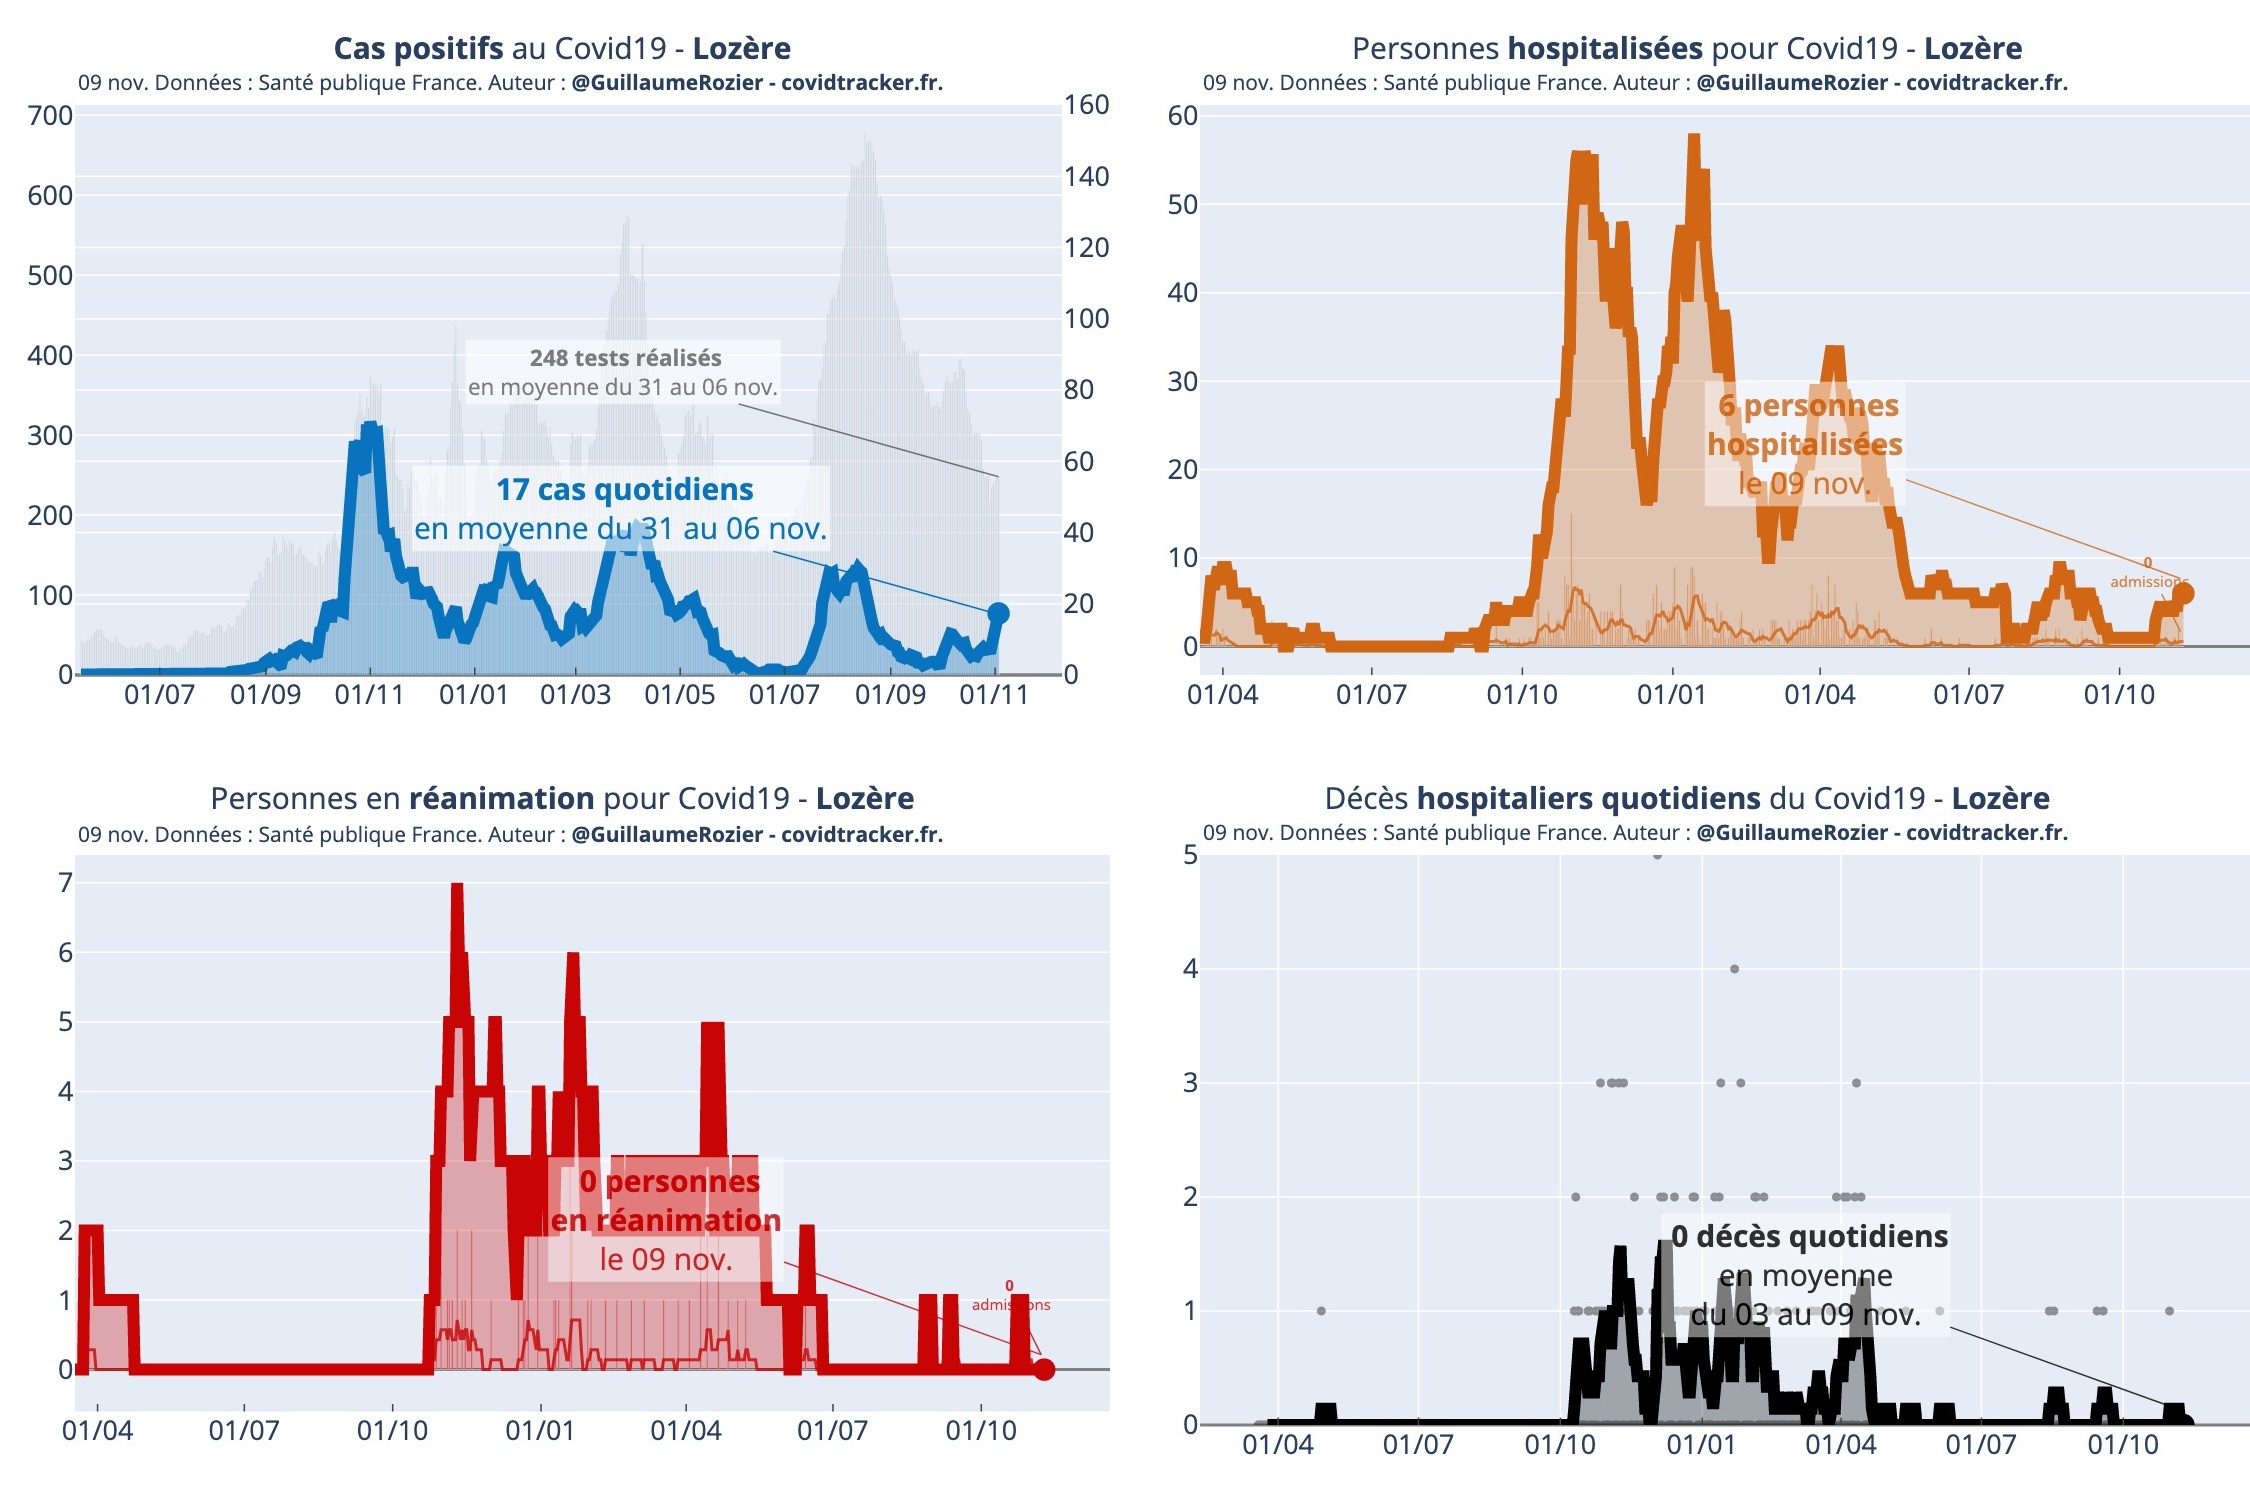 Cas positifs au Covid19 - Lozère
09 nov. Données : Santé publique France. Auteur : @GuillaumeRozier - covidtracker.fr.
700
600
500
400
300
200
100
0
160
140
120
100
80
60
40
20
0
248 tests réalisés
en moyenne du 31 au 06 nov.
17 cas quotidiens
en moyenne du 31 au 06 nov.
01/07 01/09 01/11 01/01 01/03 01/05 01/07 01/09 01/11
Personnes hospitalisées pour Covid19 - Lozère
09 nov. Données : Santé publique France. Auteur : @GuillaumeRozier - covidtracker.fr.
60
50
40
30
20
10
0
6 personnes
hospitalisées
le 09 nov.
0
admissions
01/04 01/07 01/10 01/01 01/04 01/07 01/10
Personnes en réanimation pour Covid19 - Lozère
09 nov. Données : Santé publique France. Auteur : @GuillaumeRozier - covidtracker.fr.
7
6
5
4
3
2
1
0
0 personnes
en réanimation
le 09 nov.
0
admissions
01/04 01/07 01/10 01/01 01/04 01/07 01/10
Décès hospitaliers quotidiens du Covid19 - Lozère
09 nov. Données : Santé publique France. Auteur : @GuillaumeRozier - covidtracker.fr.
5
4
3
2
1
0
0 décès quotidiens
en moyenne
du 03 au 09 nov.
01/04 01/07 01/10 01/01 01/04 01/07 01/10